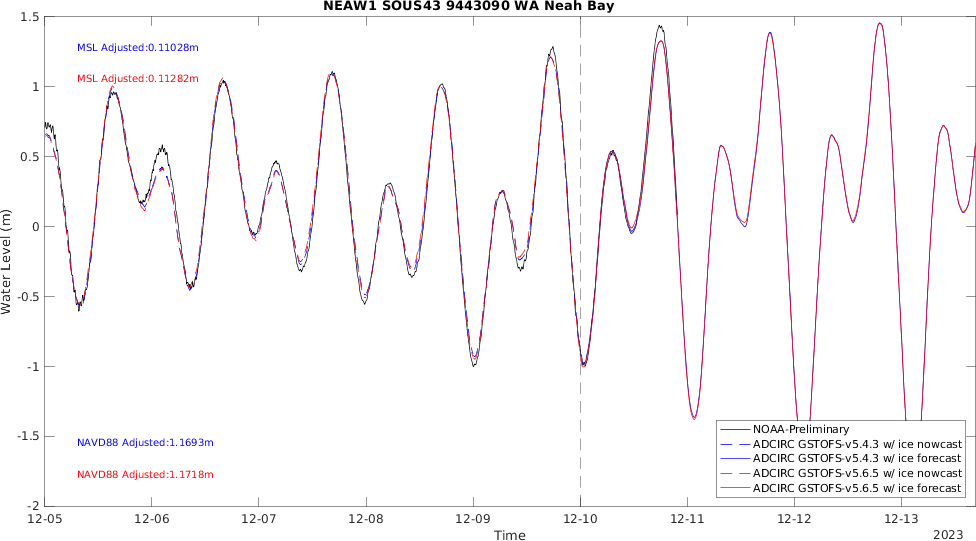 NEAW1 SOUS43 9443090 WA Neah Bay
1.5
1
0.5
0
-0.5
-1
-1.5
-2
Water Level (m)
MSL Adjusted:0.11028m
MSL Adjusted:0.11282m
NAVD88 Adjusted:1.1693m
NAVD88 Adjusted:1.1718m
NOAA-Preliminary
ADCIRC GSTOFS-v5.4.3 w/ ice nowcast
ADCIRC GSTOFS-v5.4.3 w/ ice forecast
ADCIRC GSTOFS-v5.6.5 w/ ice nowcast
ADCIRC GSTOFS-v5.6.5 w/ ice forecast
12-05 12-06 12-07 12-08 12-09 12-10 12-11 12-12 12-13
Time
2023